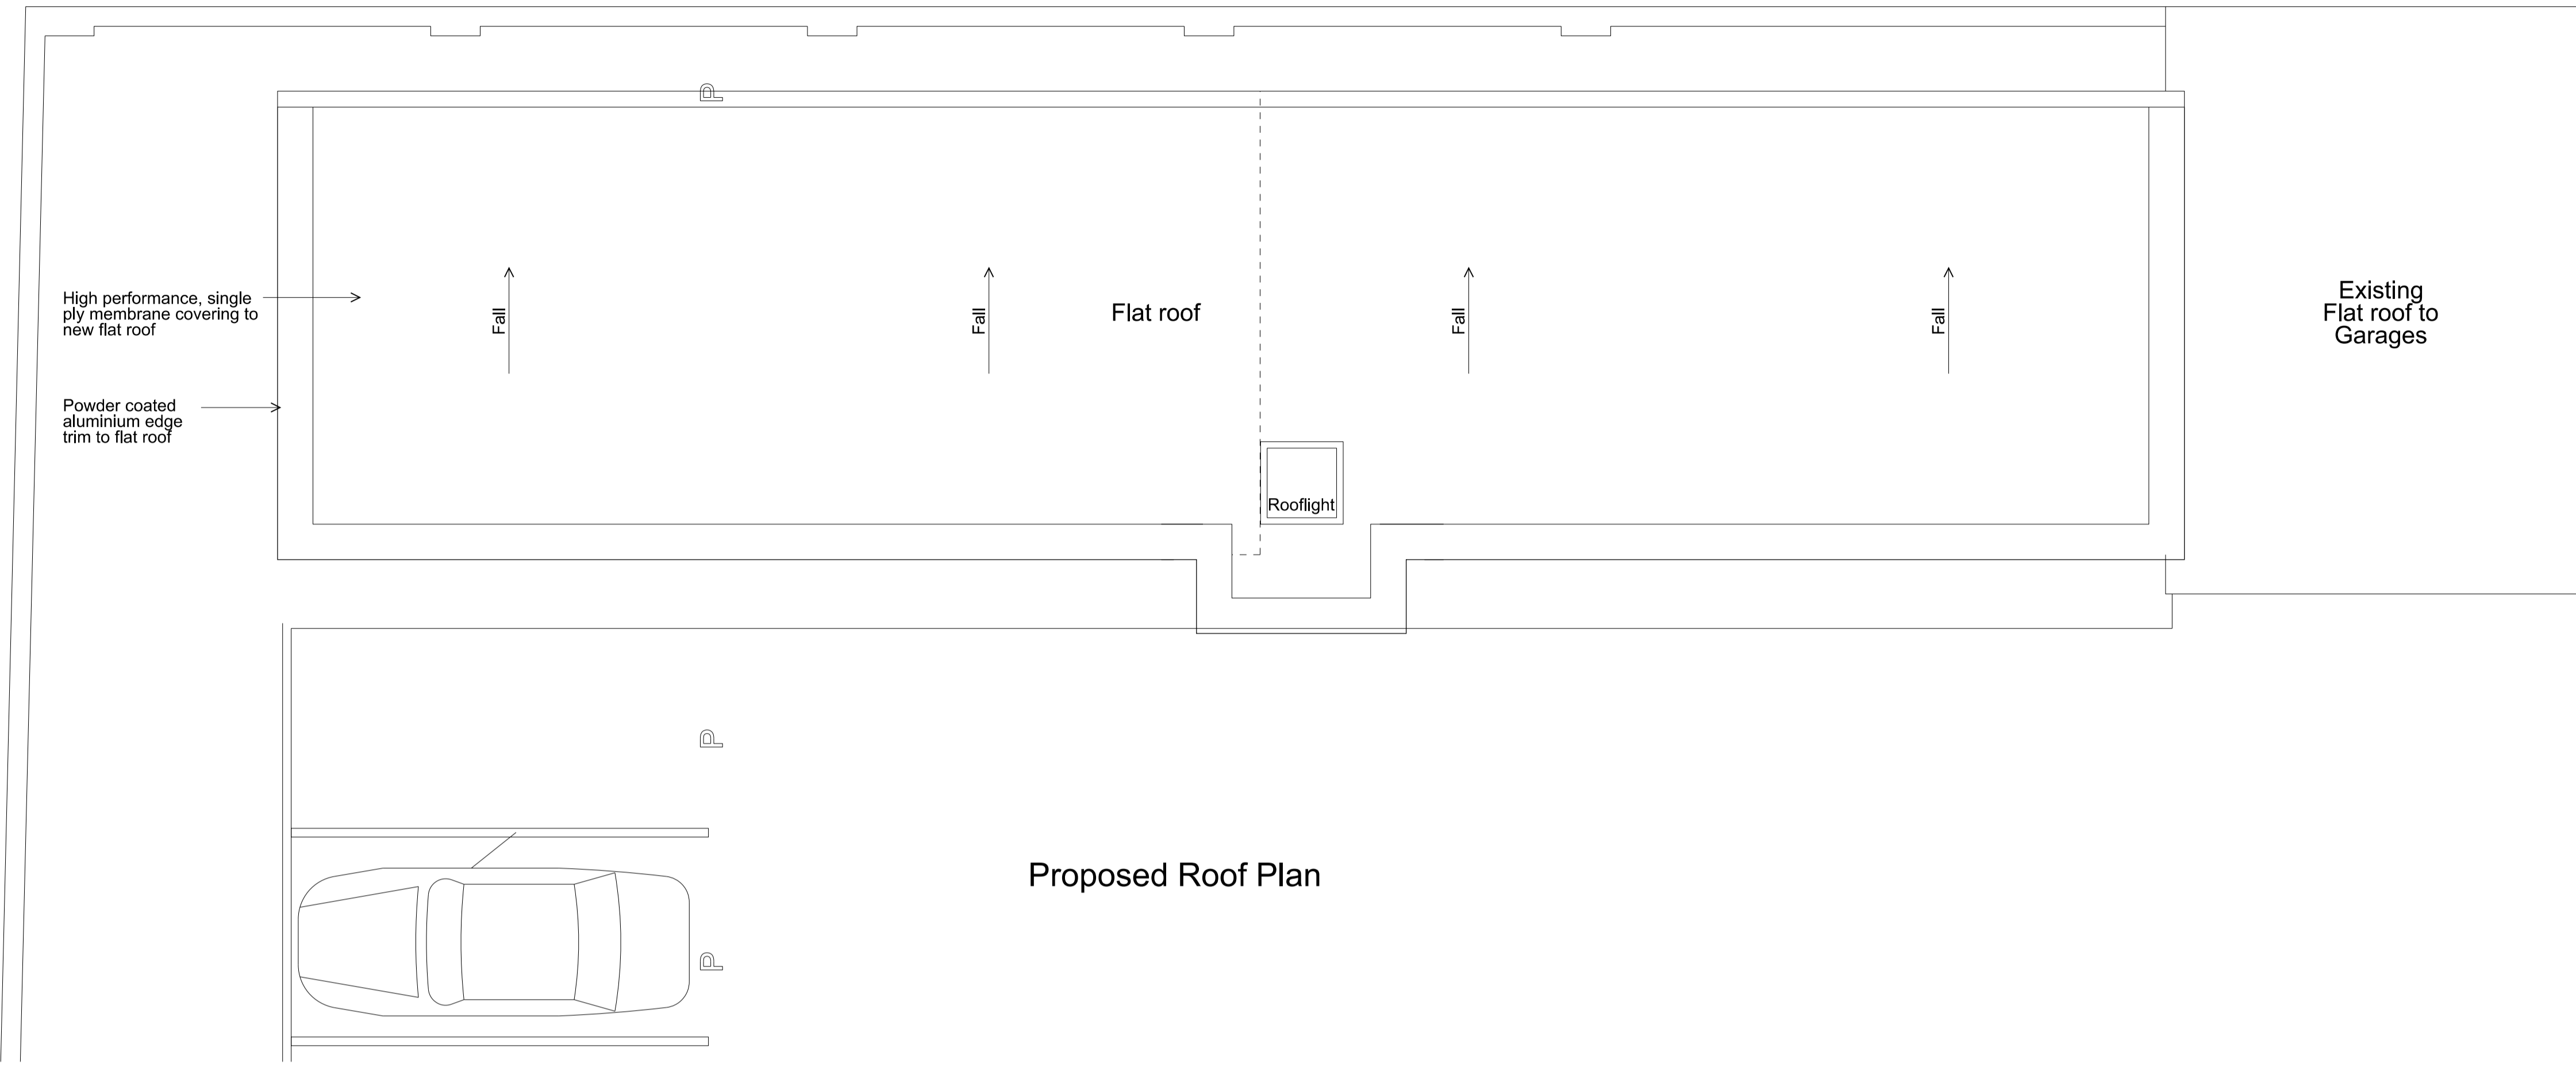 P
High performance, single
ply membrane covering to
new flat roof
Fall
Fall
Flat roof
Fall
Fall
Existing
Flat roof to
Garages
Powder coated
aluminium edge
trim to flat roof
Rooflight
P
Proposed Roof Plan
P